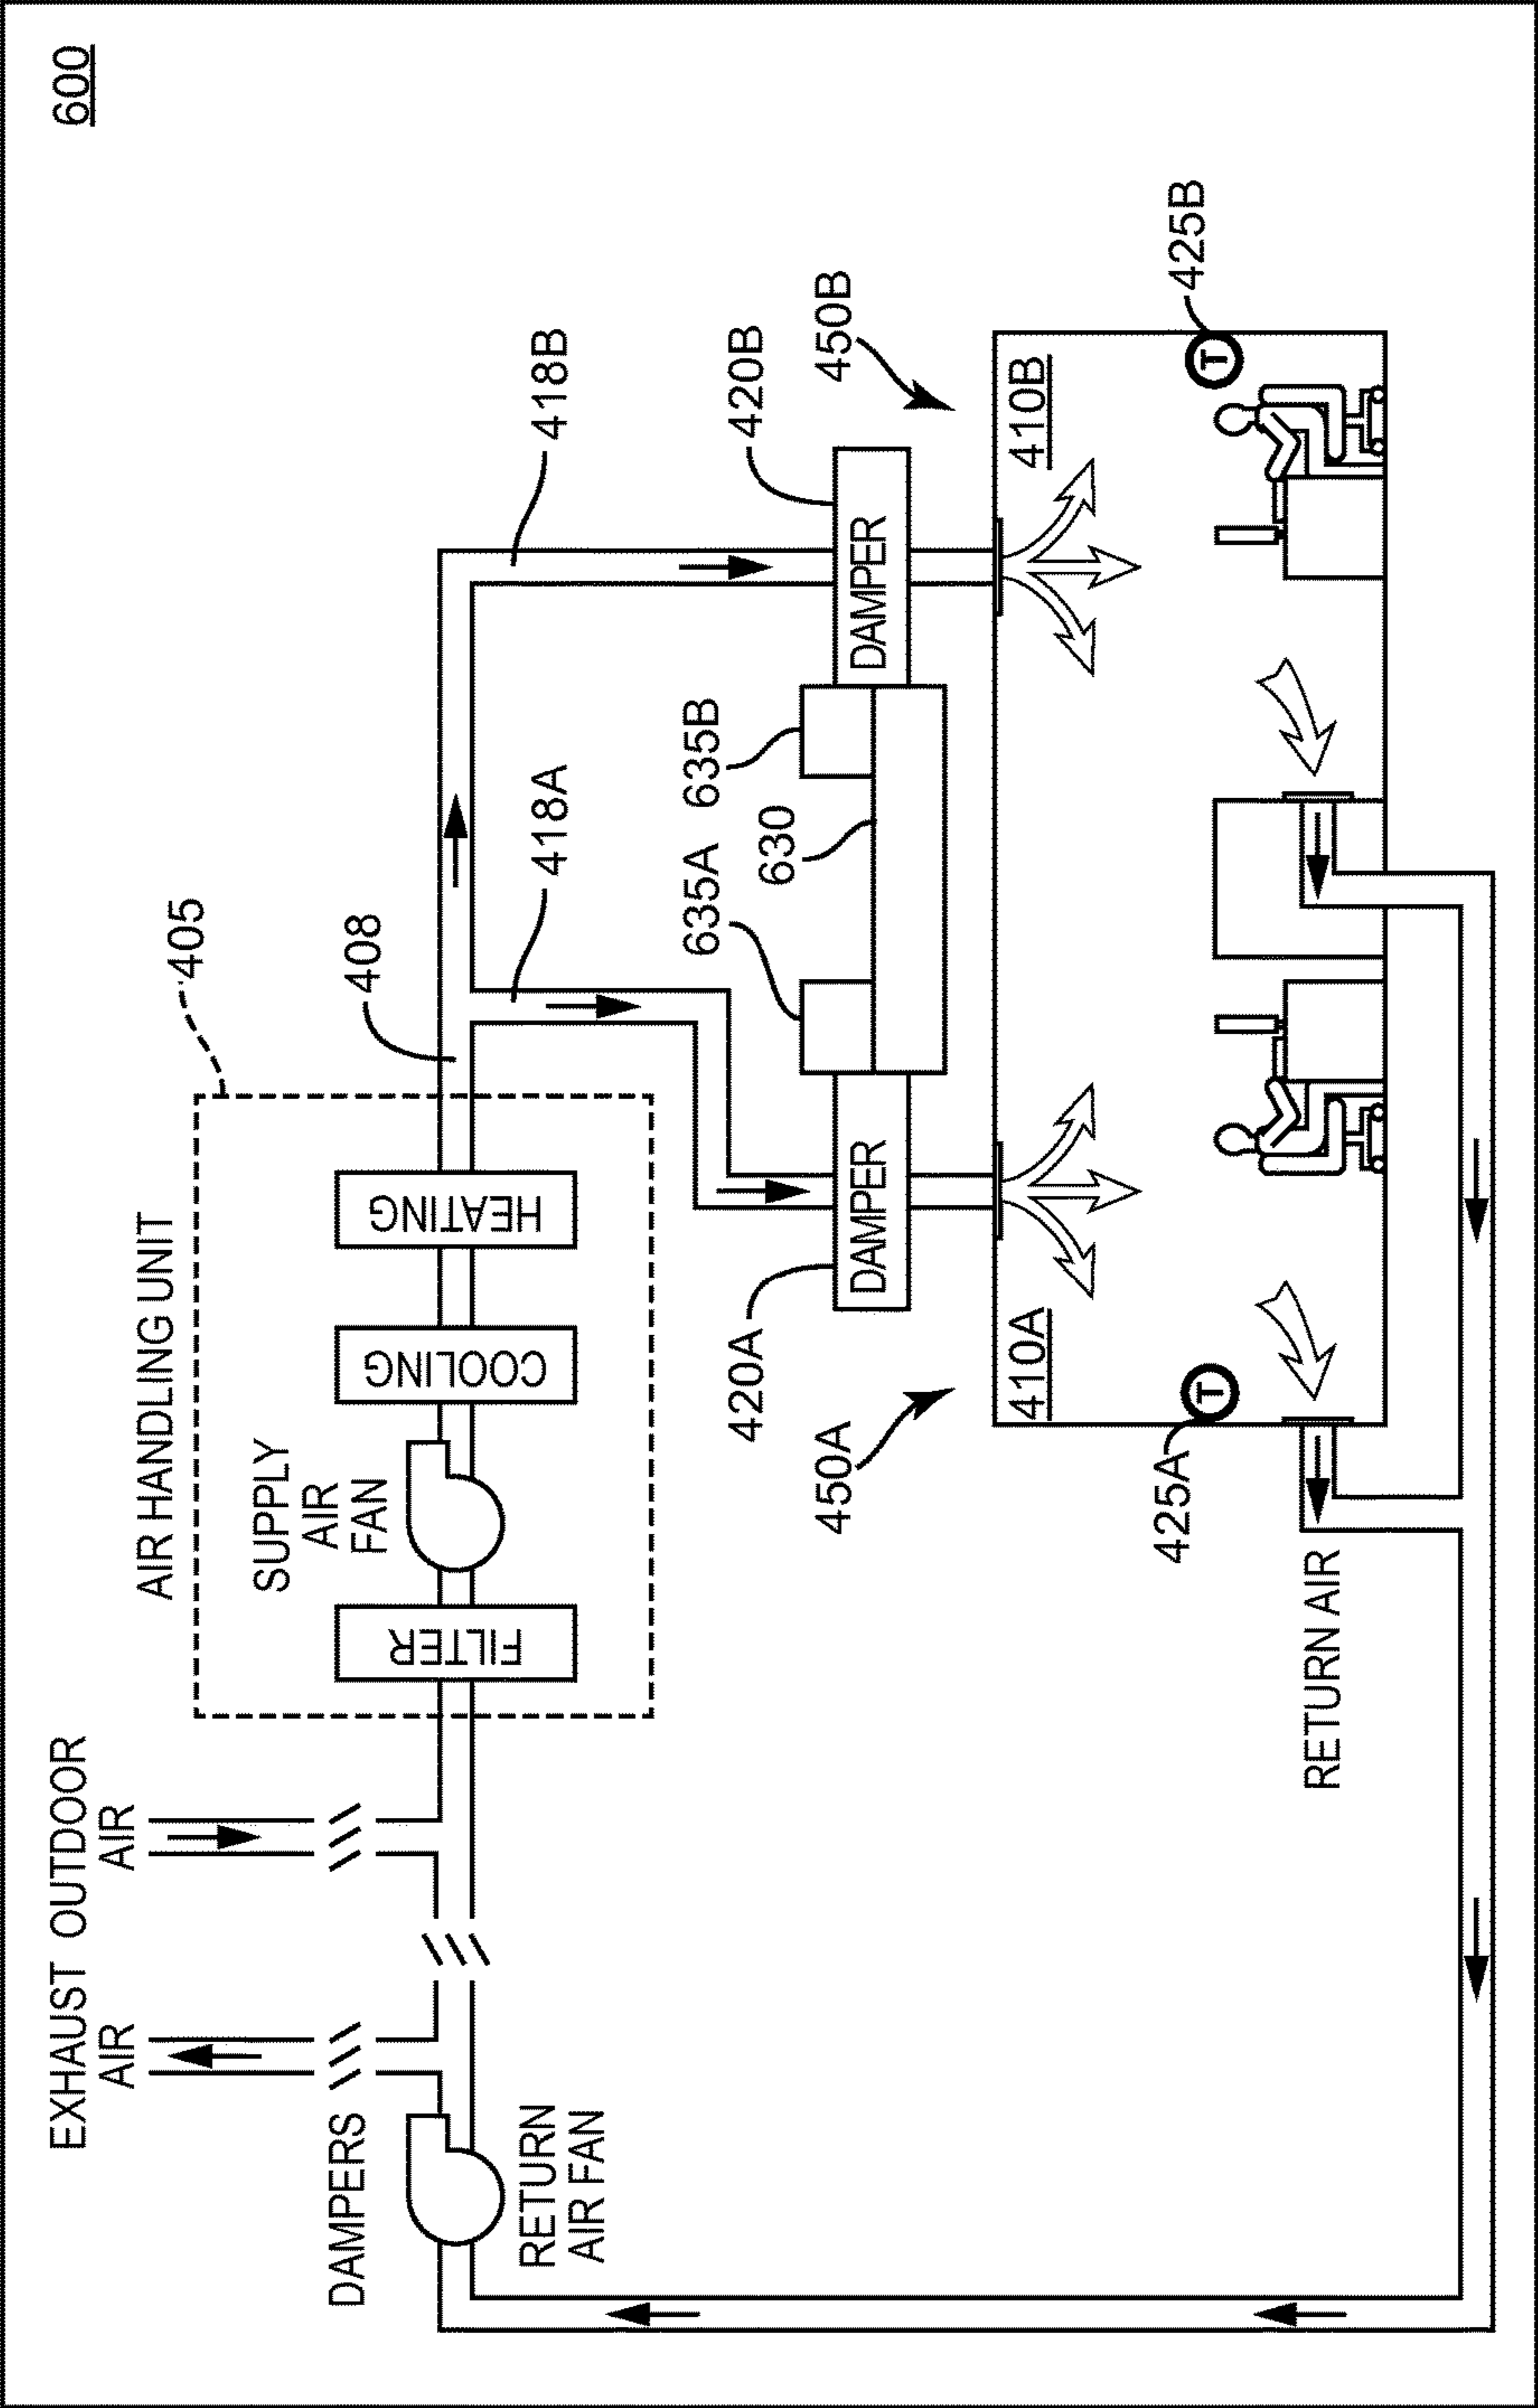 600
EXHAUST
AIR
OUTDOOR
AIR
AIR HANDLING UNIT
405
DAMPERS
SUPPLY
AIR
FAN
FILTER
COOLING
HEATING
408
RETURN
AIR FAN
418A
418B
635A
635B
420A
630
420B
DAMPER
DAMPER
450A
450B
410A
410B
425A
T
T
425B
RETURN AIR